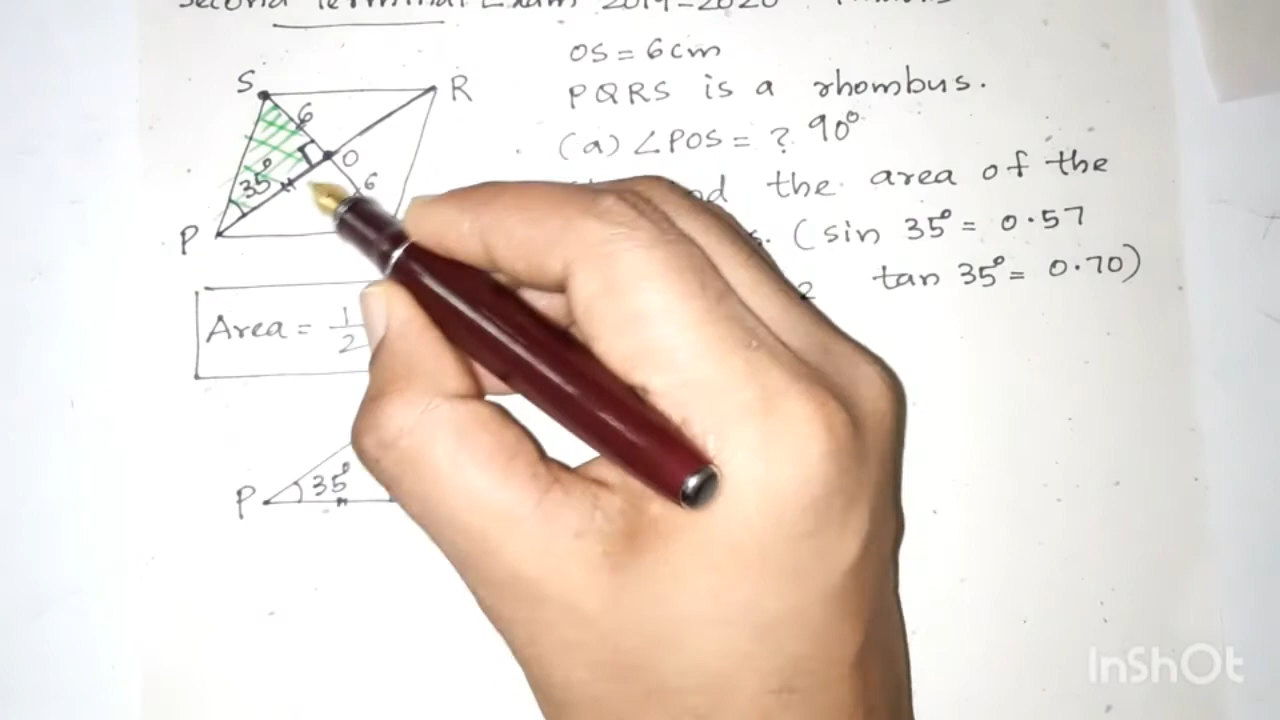 Second Terminal Exam 2019-2020
OS = 6cm
PQRS is a rhombus.
(a) ∠POS = ? 90°
the area of the
(sin 35° = 0.57
tan 35° = 0.70)
S
R
6
O
35°
6
P
Area = 1/2
P 35°
InShOt